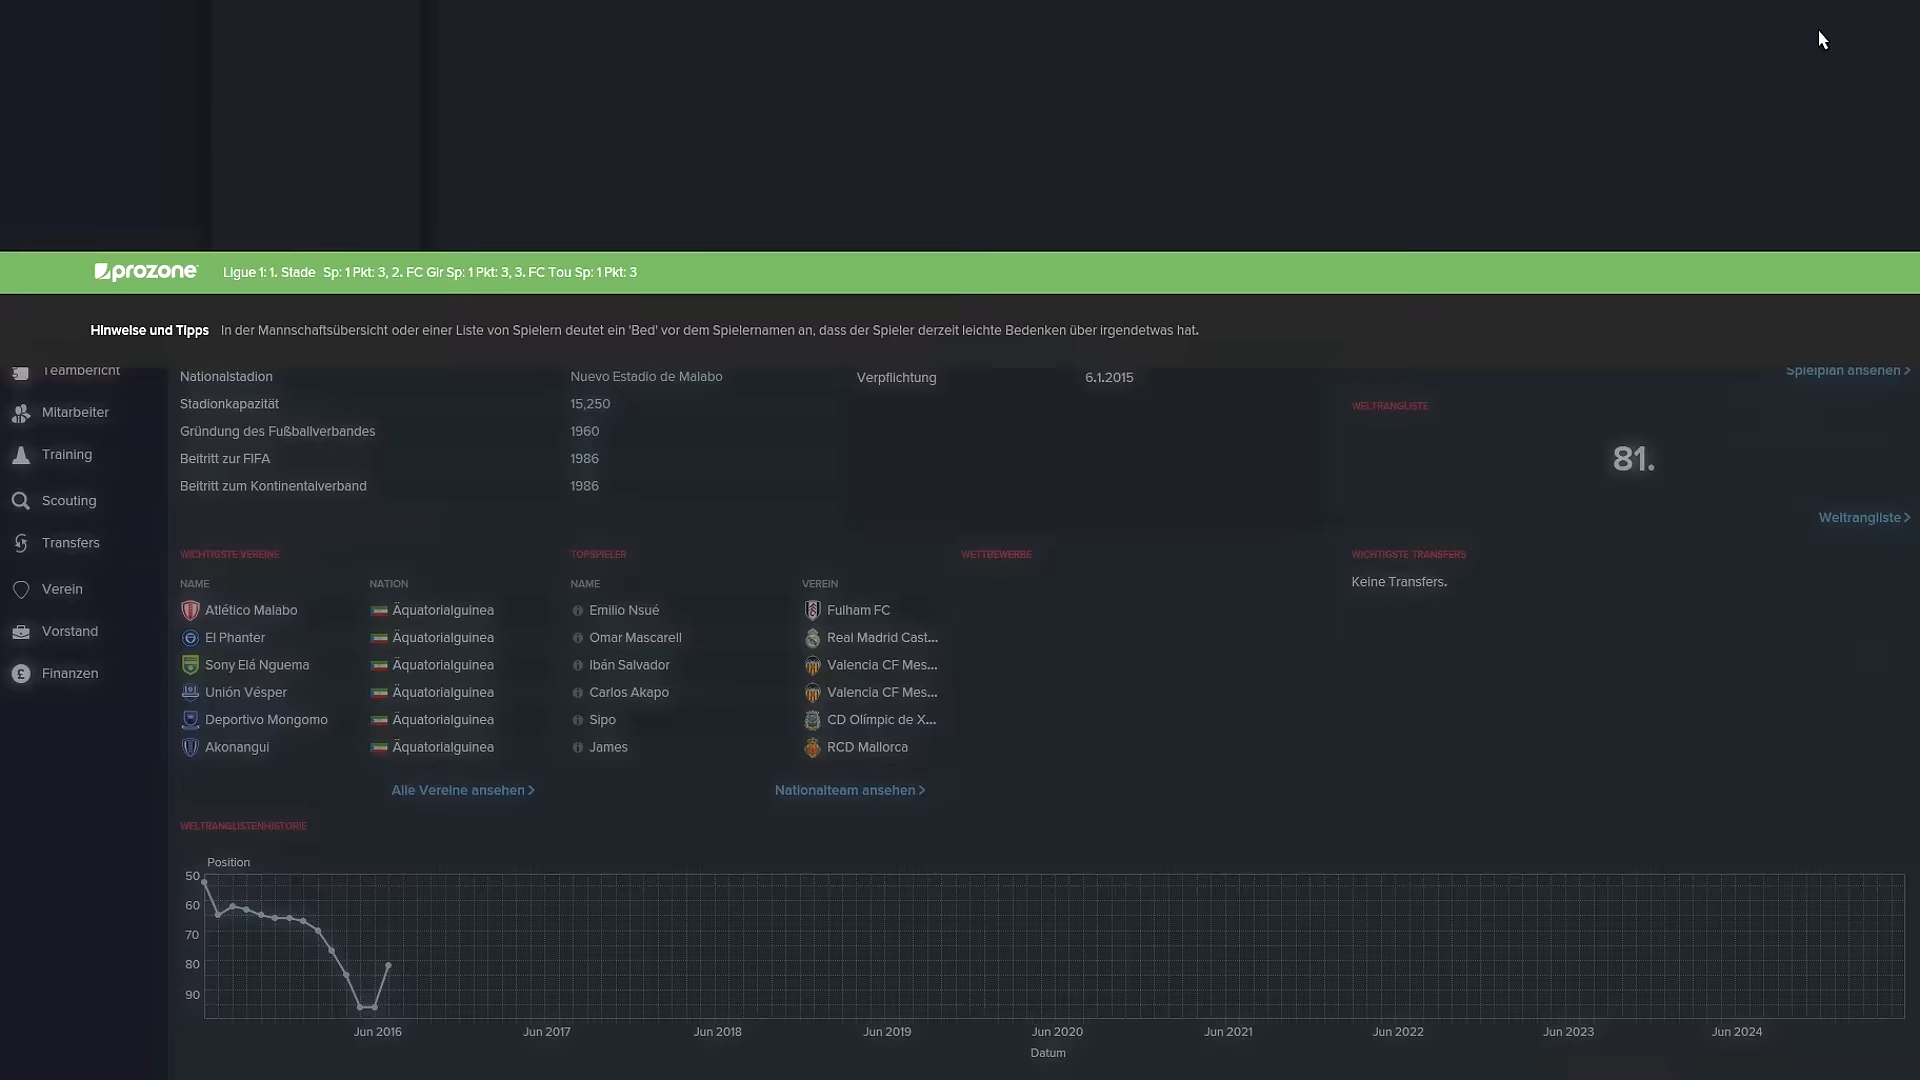 prozone Ligue 1: 1. Stade Sp: 1 Pkt: 3, 2. FC Gir Sp: 1 Pkt: 3, 3. FC Tou Sp: 1 Pkt: 3
Hinweise und Tipps In der Mannschaftsübersicht oder einer Liste von Spielern deutet ein 'Bed' vor dem Spielernamen an, dass der Spieler derzeit leichte Bedenken über irgendetwas hat.
Teambericht
Mitarbeiter
Training
Scouting
Transfers
Verein
Vorstand
Finanzen
Nationalstadion Nuevo Estadio de Malabo
Stadionkapazität 15,250
Gründung des Fußballverbandes 1960
Beitritt zur FIFA 1986
Beitritt zum Kontinentalverband 1986
Verpflichtung 6.1.2015
Spielplan ansehen >
WELTRANGLISTE
81.
Weltrangliste >
WICHTIGSTE VEREINE
NAME NATION
Atlético Malabo Äquatorialguinea
El Phanter Äquatorialguinea
Sony Elá Nguema Äquatorialguinea
Unión Vésper Äquatorialguinea
Deportivo Mongomo Äquatorialguinea
Akonangui Äquatorialguinea
Alle Vereine ansehen >
TOPSPIELER
NAME VEREIN
Emilio Nsué Fulham FC
Omar Mascarell Real Madrid Cast...
Ibán Salvador Valencia CF Mes...
Carlos Akapo Valencia CF Mes...
Sipo CD Olímpic de X...
James RCD Mallorca
Nationalteam ansehen >
WETTBEWERBE
WICHTIGSTE TRANSFERS
Keine Transfers.
WELTRANGLISTENHISTORIE
Position
50
60
70
80
90
Jun 2016 Jun 2017 Jun 2018 Jun 2019 Jun 2020 Jun 2021 Jun 2022 Jun 2023 Jun 2024
Datum